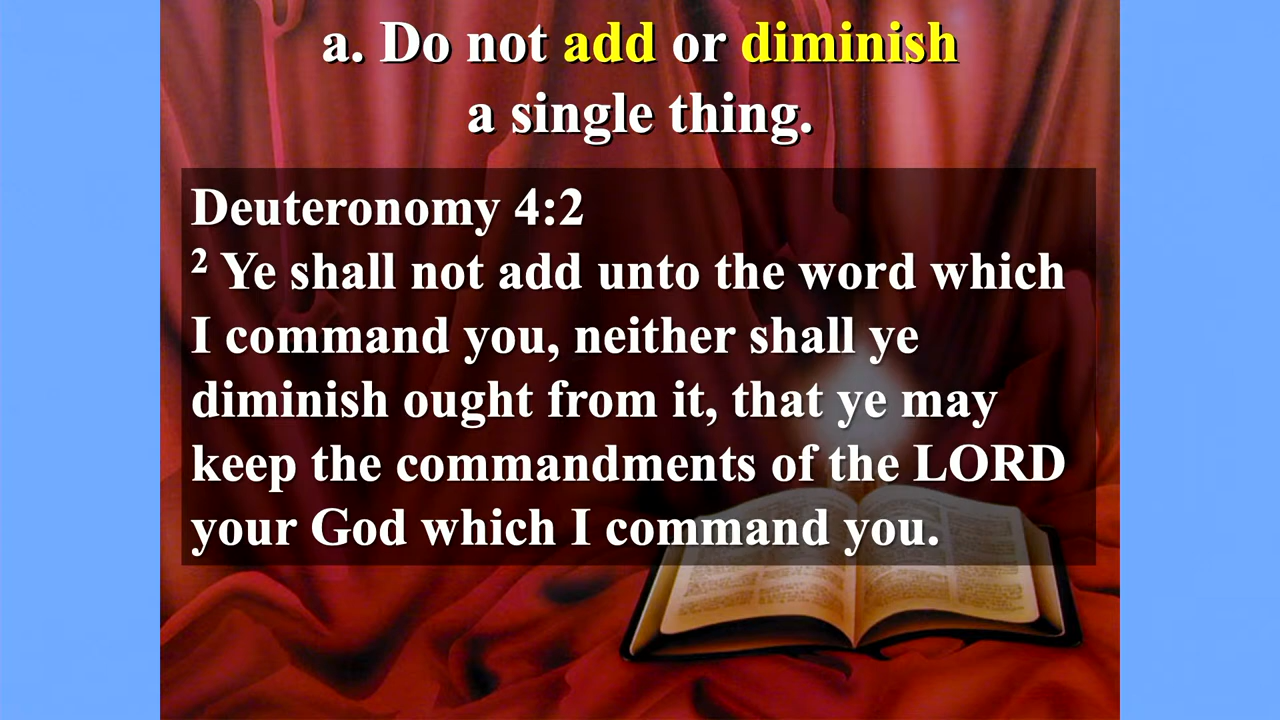 a. Do not add or diminish
a single thing.
Deuteronomy 4:2
² Ye shall not add unto the word which
I command you, neither shall ye
diminish ought from it, that ye may
keep the commandments of the LORD
your God which I command you.